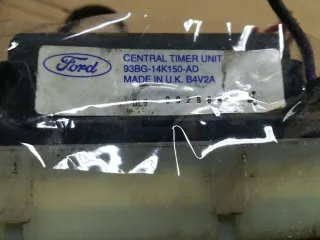 Ford
CENTRAL TIMER UNIT
93BG-14K150-AD
MADE IN U.K. B4V2A